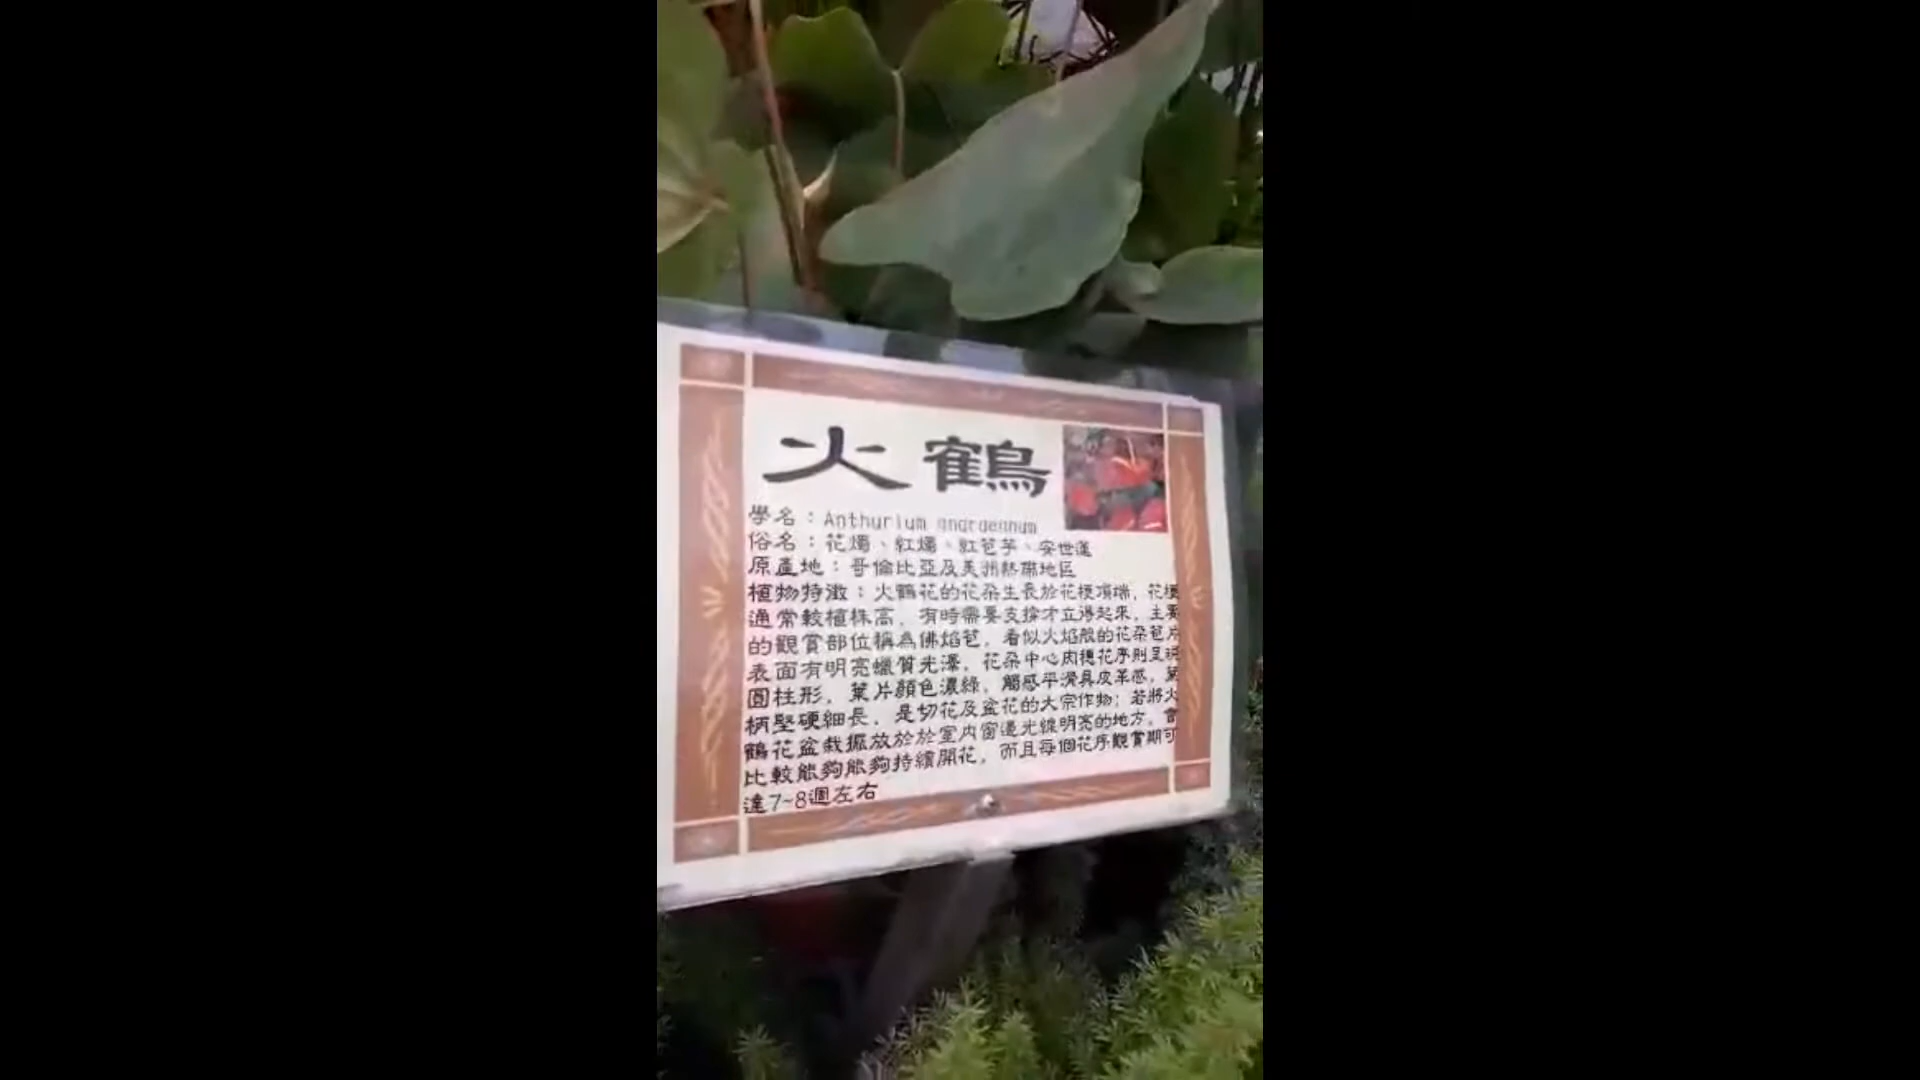 火鶴
學名：Anthurium andraeanum
俗名：花燭、紅燭、紅苞芋、安世蓮
原產地：哥倫比亞及美洲熱帶地區
植物特徵：火鶴花的花朵生長於花梗頂端，花梗
通常較植株高，有時需要支撐才立得起來，主要
的觀賞部位稱為佛焰苞，看似火焰般的花朵苞片
表面有明亮蠟質光澤，花朵中心肉穗花序則呈現
圓柱形，葉片顏色濃綠，觸感平滑具皮革感，葉
柄堅硬細長，是切花及盆花的大宗作物；若將火
鶴花盆栽擺放於於室內窗邊光線明亮的地方，會
比較能夠能夠持續開花，而且每個花序觀賞期可
達7~8週左右